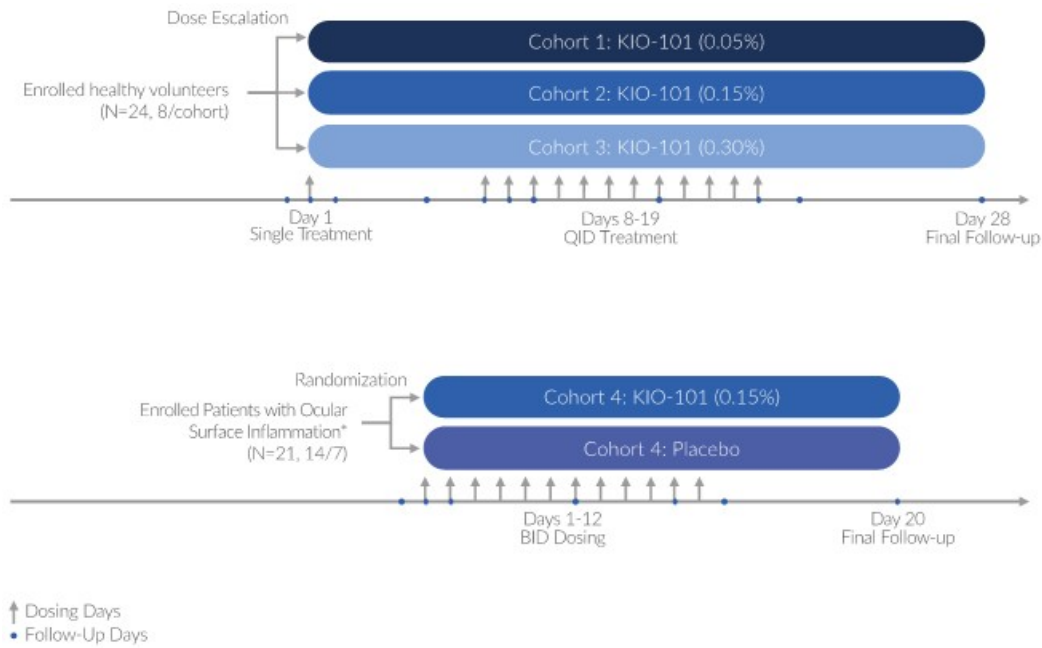 Dose Escalation
Cohort 1: KIO-101 (0.05%)
Enrolled healthy volunteers
(N=24, 8/cohort)
Cohort 2: KIO-101 (0.15%)
Cohort 3: KIO-101 (0.30%)
Day 1
Single Treatment
Days 8-19
QID Treatment
Day 28
Final Follow-up
Randomization
Enrolled Patients with Ocular
Surface Inflammation*
(N=21, 14/7)
Cohort 4: KIO-101 (0.15%)
Cohort 4: Placebo
Days 1-12
BID Dosing
Day 20
Final Follow-up
Dosing Days
Follow-Up Days